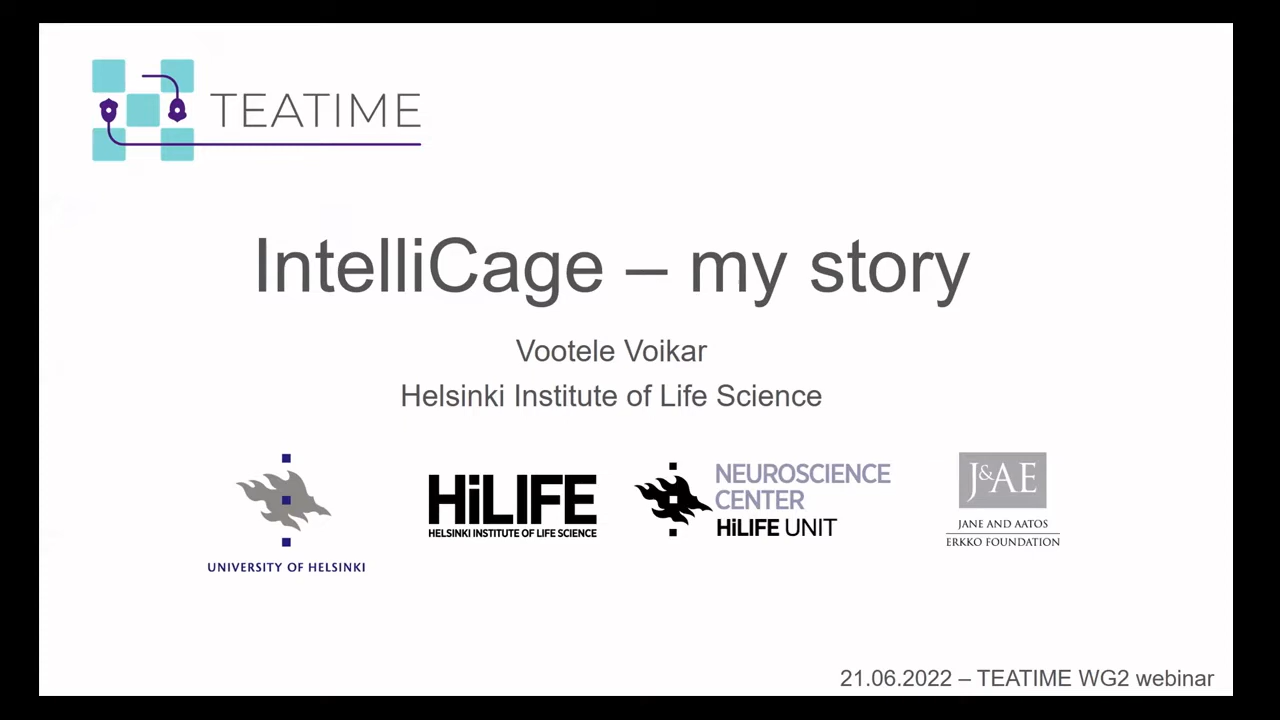 TEATIME
IntelliCage – my story
Vootele Voikar
Helsinki Institute of Life Science
UNIVERSITY OF HELSINKI
HiLIFE
HELSINKI INSTITUTE OF LIFE SCIENCE
NEUROSCIENCE
CENTER
HiLIFE UNIT
J&AE
JANE AND AATOS
ERKKO FOUNDATION
21.06.2022 – TEATIME WG2 webinar